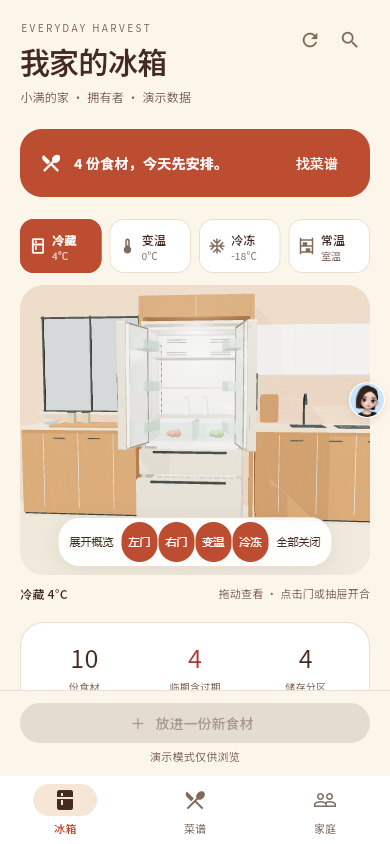 EVERYDAY HARVEST
我家的冰箱
小满的家 • 拥有者 • 演示数据
4 份食材，今天先安排。 找菜谱
冷藏 变温 冷冻 常温
4°C 0°C -18°C 室温
展开概览 左门 右门 变温 冷冻 全部关闭
冷藏 4°C 拖动查看 • 点击门或抽屉开合
10 4 4
份食材 临期含过期 储存分区
＋ 放进一份新食材
演示模式仅供浏览
冰箱 菜谱 家庭